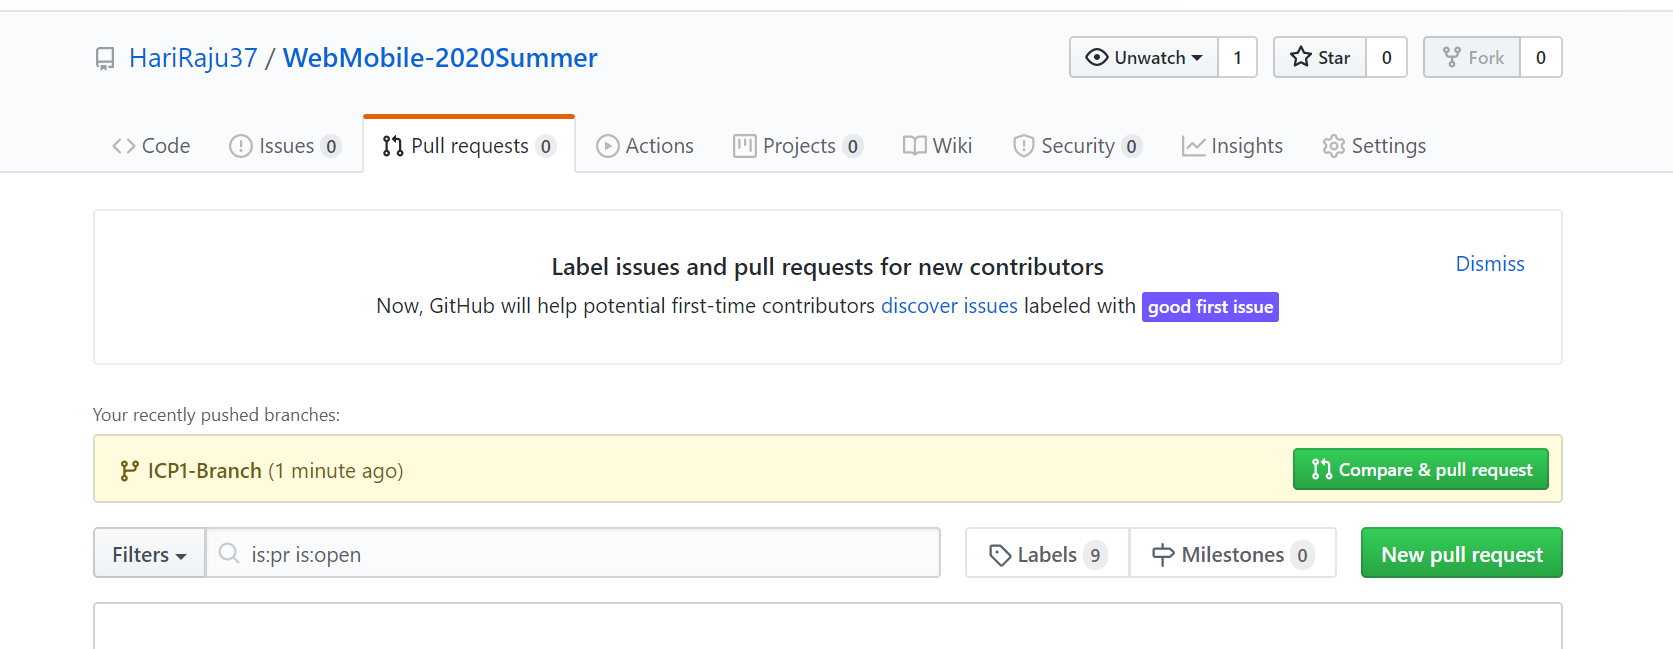 HariRaju37 / WebMobile-2020Summer
Unwatch 1 Star 0 Fork 0
Code Issues 0 Pull requests 0 Actions Projects 0 Wiki Security 0 Insights Settings
Label issues and pull requests for new contributors
Dismiss
Now, GitHub will help potential first-time contributors discover issues labeled with good first issue
Your recently pushed branches:
ICP1-Branch (1 minute ago) Compare & pull request
Filters is:pr is:open Labels 9 Milestones 0 New pull request